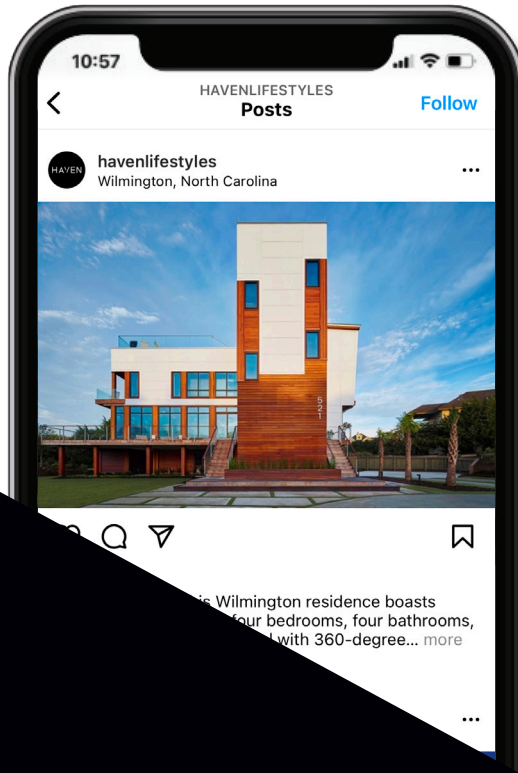 10:57
HAVENLIFESTYLES
Posts
Follow
HAVEN
havenlifestyles
Wilmington, North Carolina
521
Wilmington residence boasts
four bedrooms, four bathrooms,
with 360-degree... more